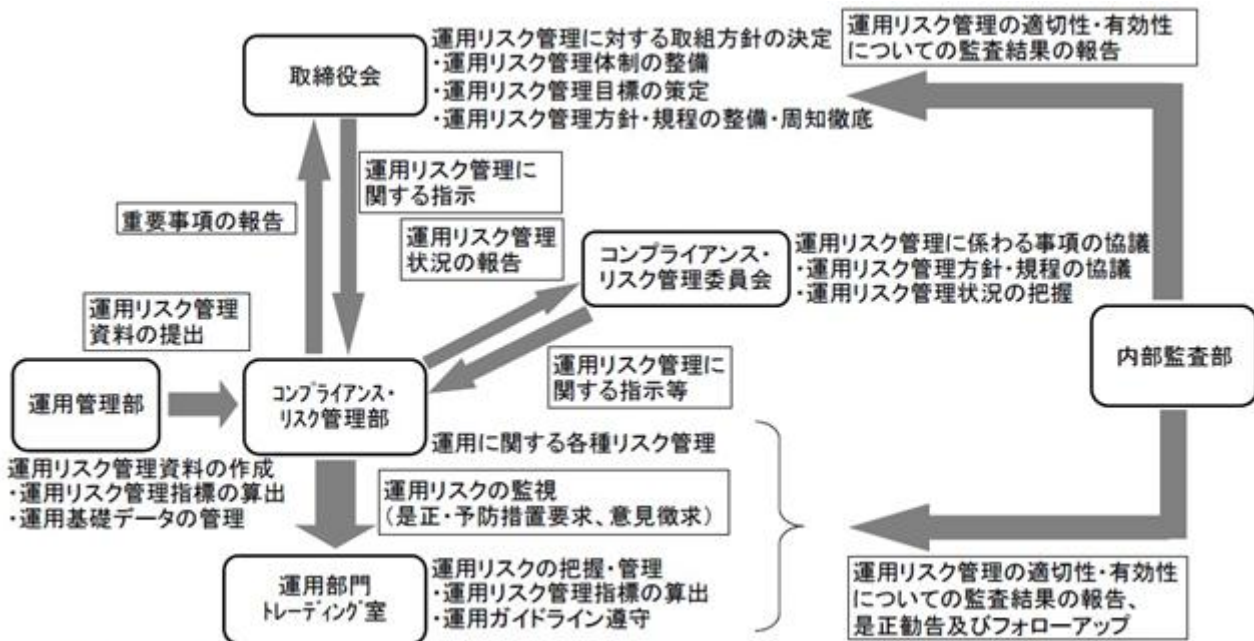 取締役会
運用リスク管理に対する取組方針の決定
・運用リスク管理体制の整備
・運用リスク管理目標の策定
・運用リスク管理方針・規程の整備・周知徹底
運用リスク管理の適切性・有効性
についての監査結果の報告
重要事項の報告
運用リスク管理に
関する指示
運用リスク管理
状況の報告
コンプライアンス・
リスク管理委員会
運用リスク管理に係わる事項の協議
・運用リスク管理方針・規程の協議
・運用リスク管理状況の把握
運用リスク管理
資料の提出
運用管理部
コンプライアンス・
リスク管理部
運用リスク管理に
関する指示等
内部監査部
運用に関する各種リスク管理
運用リスク管理資料の作成
・運用リスク管理指標の算出
・運用基礎データの管理
運用リスクの監視
(是正・予防措置要求、意見徴求)
運用部門
トレーディング室
運用リスクの把握・管理
・運用リスク管理指標の算出
・運用ガイドライン遵守
運用リスク管理の適切性・有効性
についての監査結果の報告、
是正勧告及びフォローアップ